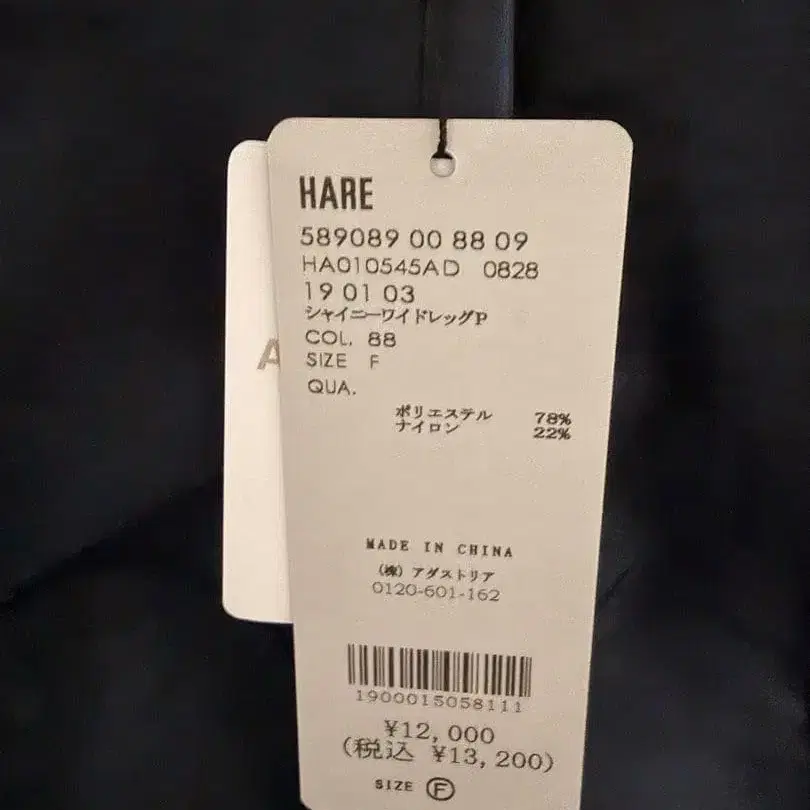 HARE
589089 00 88 09
HA010545AD 0828
19 01 03
シャイニーワイドレッグP
COL. 88
SIZE F
QUA.
ポリエステル 78%
ナイロン 22%
MADE IN CHINA
(株) アダストリア
0120-601-162
1900015058111
¥12,000
(税込 ¥13,200)
SIZE F
A